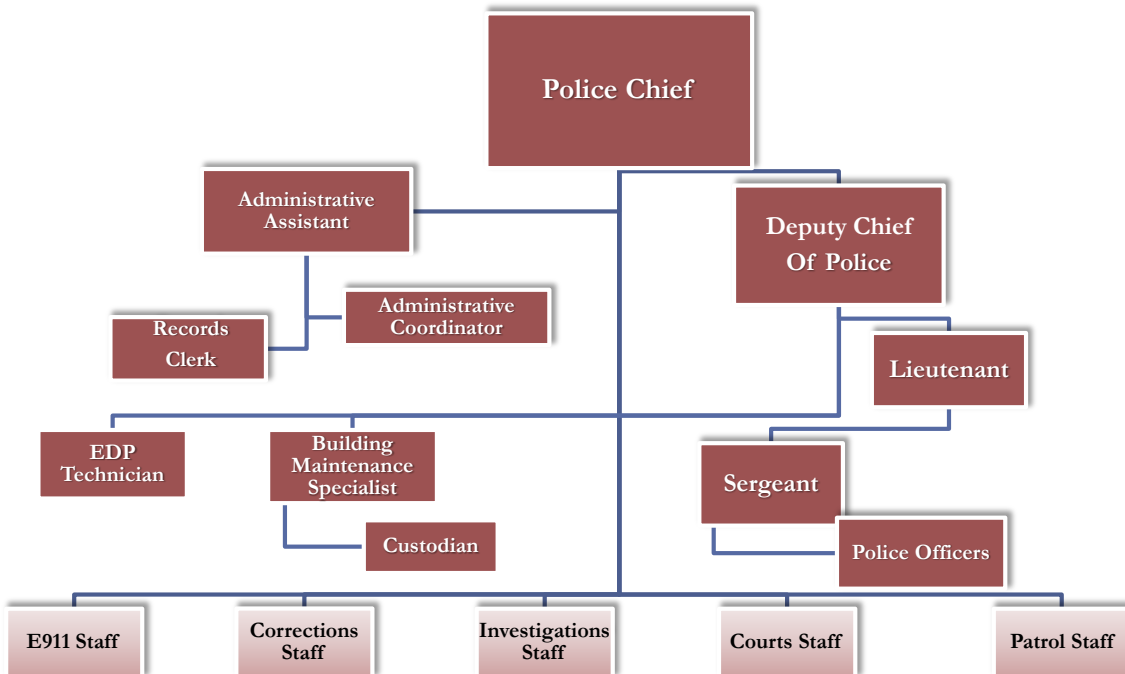 Police Chief
Administrative
Assistant
Deputy Chief
Of Police
Administrative
Coordinator
Records
Clerk
Lieutenant
EDP
Technician
Building
Maintenance
Specialist
Sergeant
Custodian
Police Officers
E911 Staff
Corrections
Staff
Investigations
Staff
Courts Staff
Patrol Staff